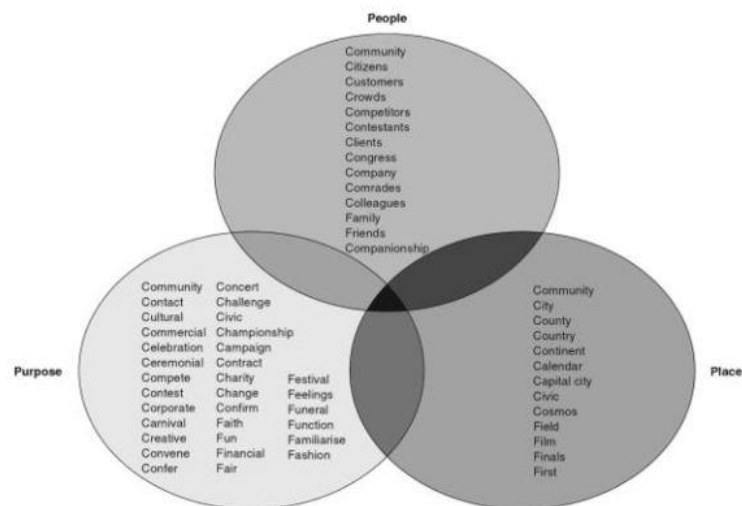 People
Community
Citizens
Customers
Crowds
Competitors
Contestants
Clients
Congress
Company
Comrades
Colleagues
Family
Friends
Companionship
Purpose
Community Concert
Contact Challenge
Cultural Civic
Commercial Championship
Celebration Campaign
Ceremonial Contract
Compete Charity Festival
Contest Change Feelings
Corporate Confirm Funeral
Carnival Faith Function
Creative Fun Familiarise
Convene Financial Fashion
Confer Fair
Community
City
County
Country
Continent
Calendar
Capital city
Civic
Cosmos
Field
Film
Finals
First
Place